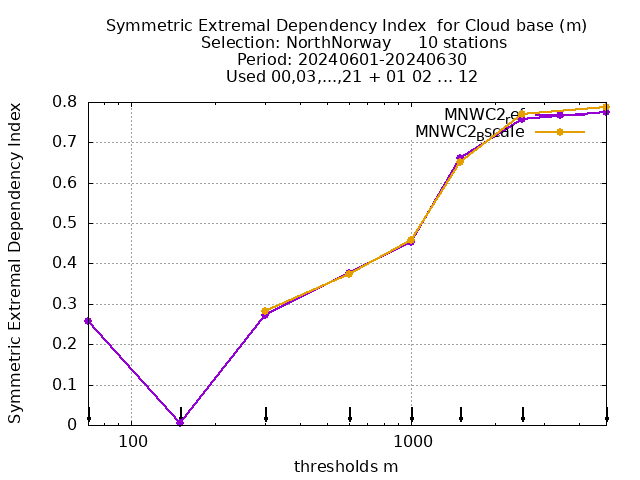 Symmetric Extremal Dependency Index  for Cloud base (m)
Selection: NorthNorway     10 stations
Period: 20240601-20240630
Used 00,03,...,21 + 01 02 ... 12
Symmetric Extremal Dependency Index
0.8
0.7
0.6
0.5
0.4
0.3
0.2
0.1
0
MNWC2ref
MNWC2Bscale
100
1000
thresholds m